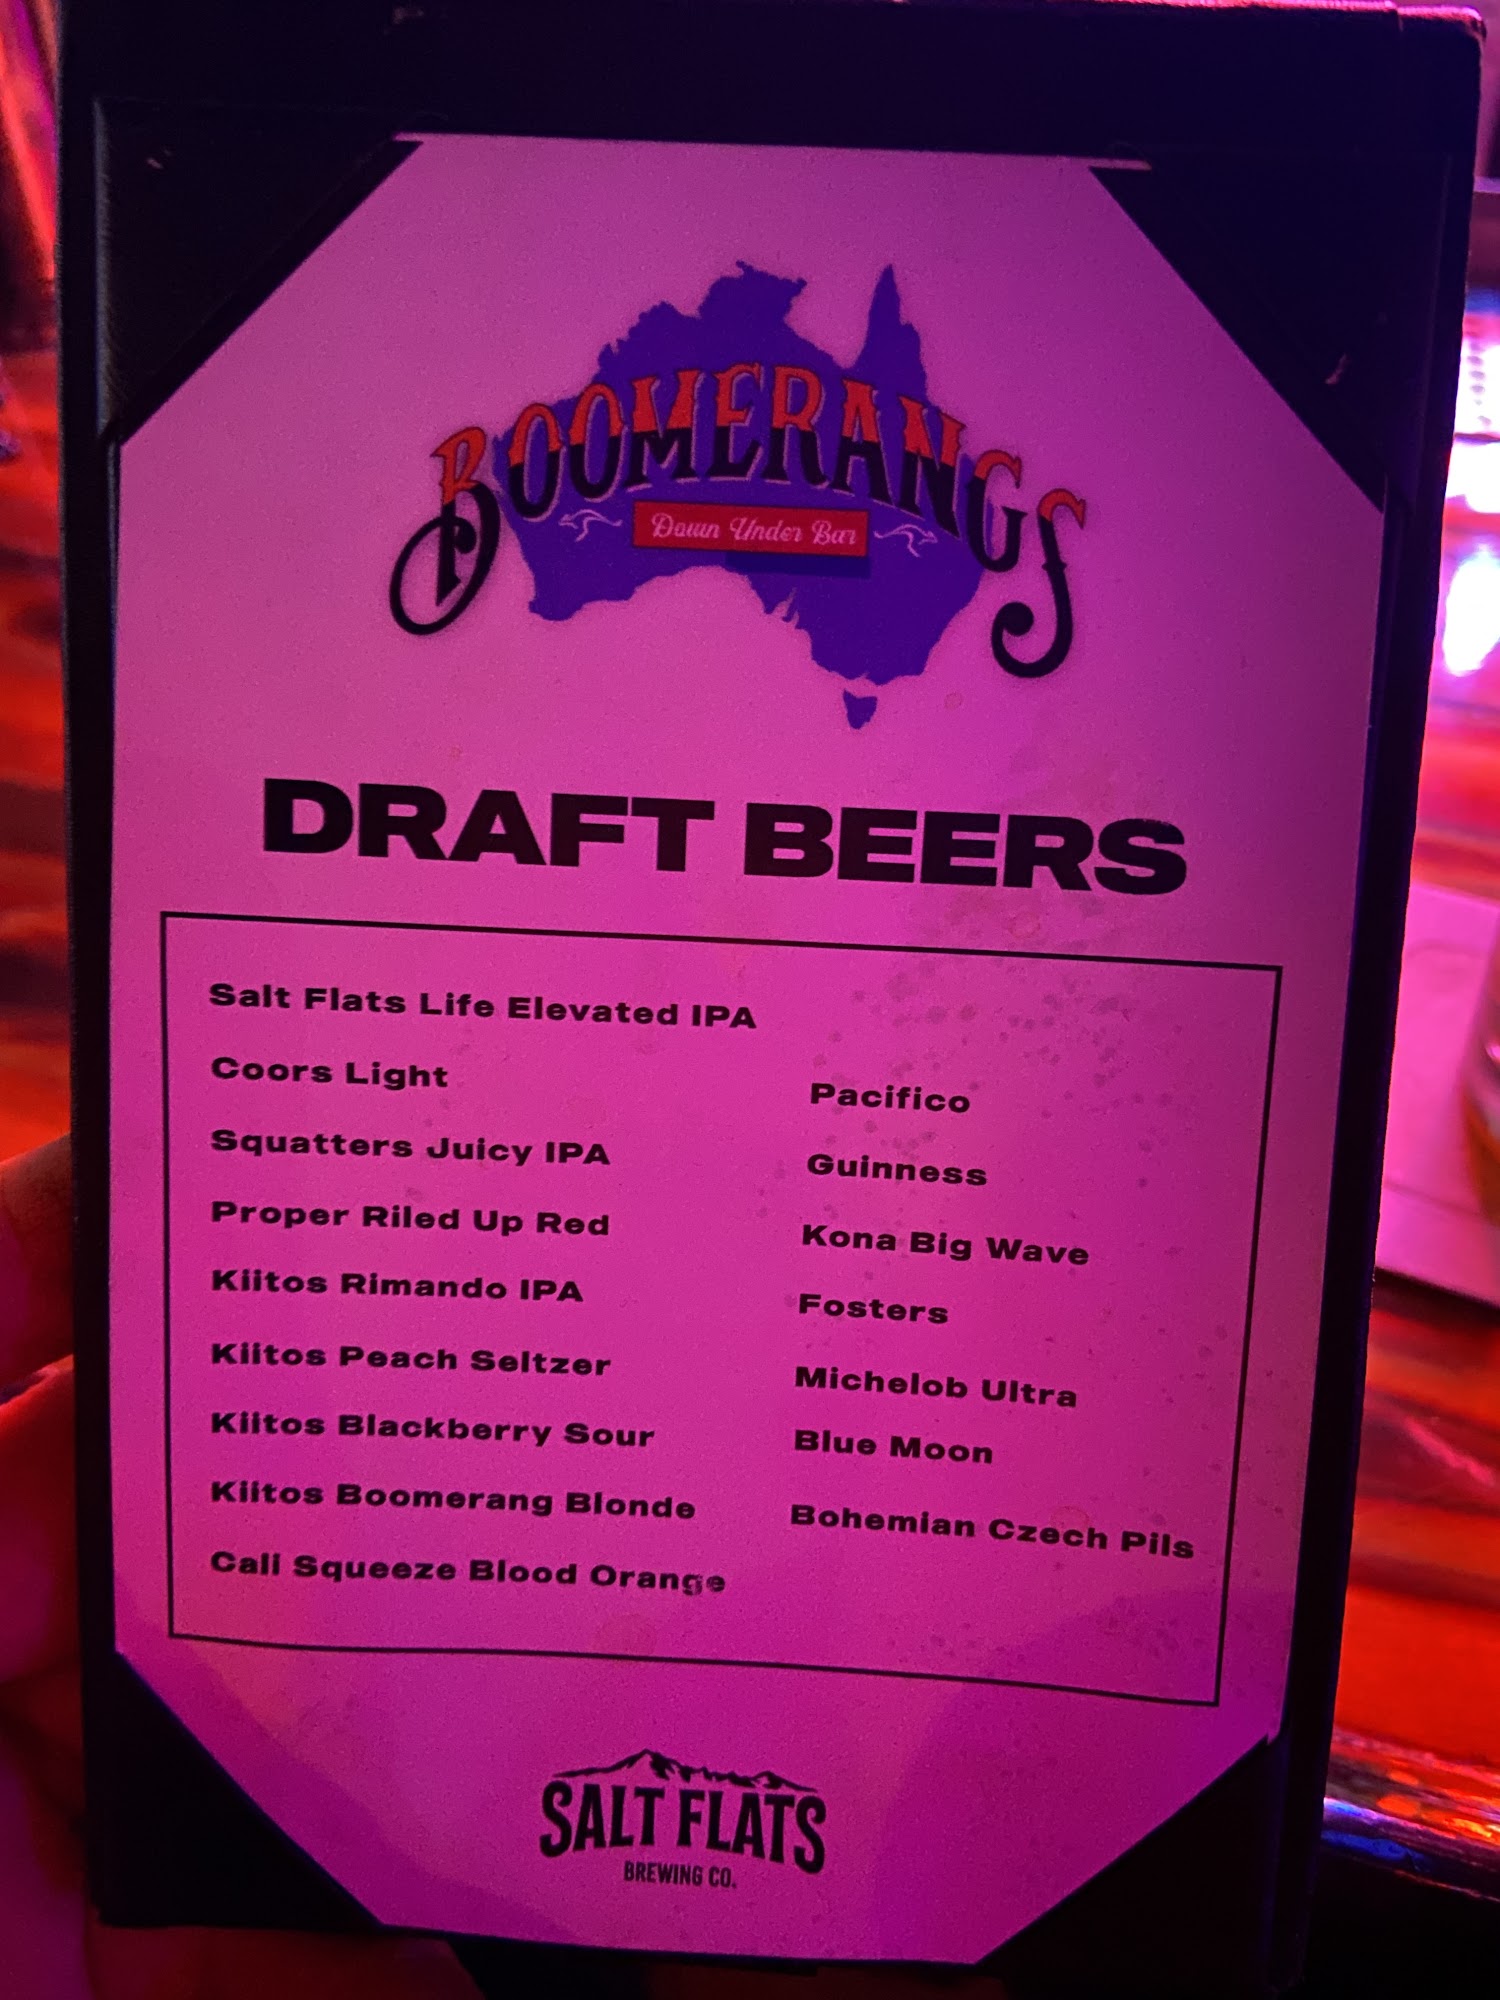 BOOMERANGS
Down Under Bar
DRAFT BEERS
Salt Flats Life Elevated IPA
Coors Light
Squatters Juicy IPA
Proper Riled Up Red
Kiitos Rimando IPA
Kiitos Peach Seltzer
Kiitos Blackberry Sour
Kiitos Boomerang Blonde
Cali Squeeze Blood Orange
Pacifico
Guinness
Kona Big Wave
Fosters
Michelob Ultra
Blue Moon
Bohemian Czech Pils
SALT FLATS
BREWING CO.